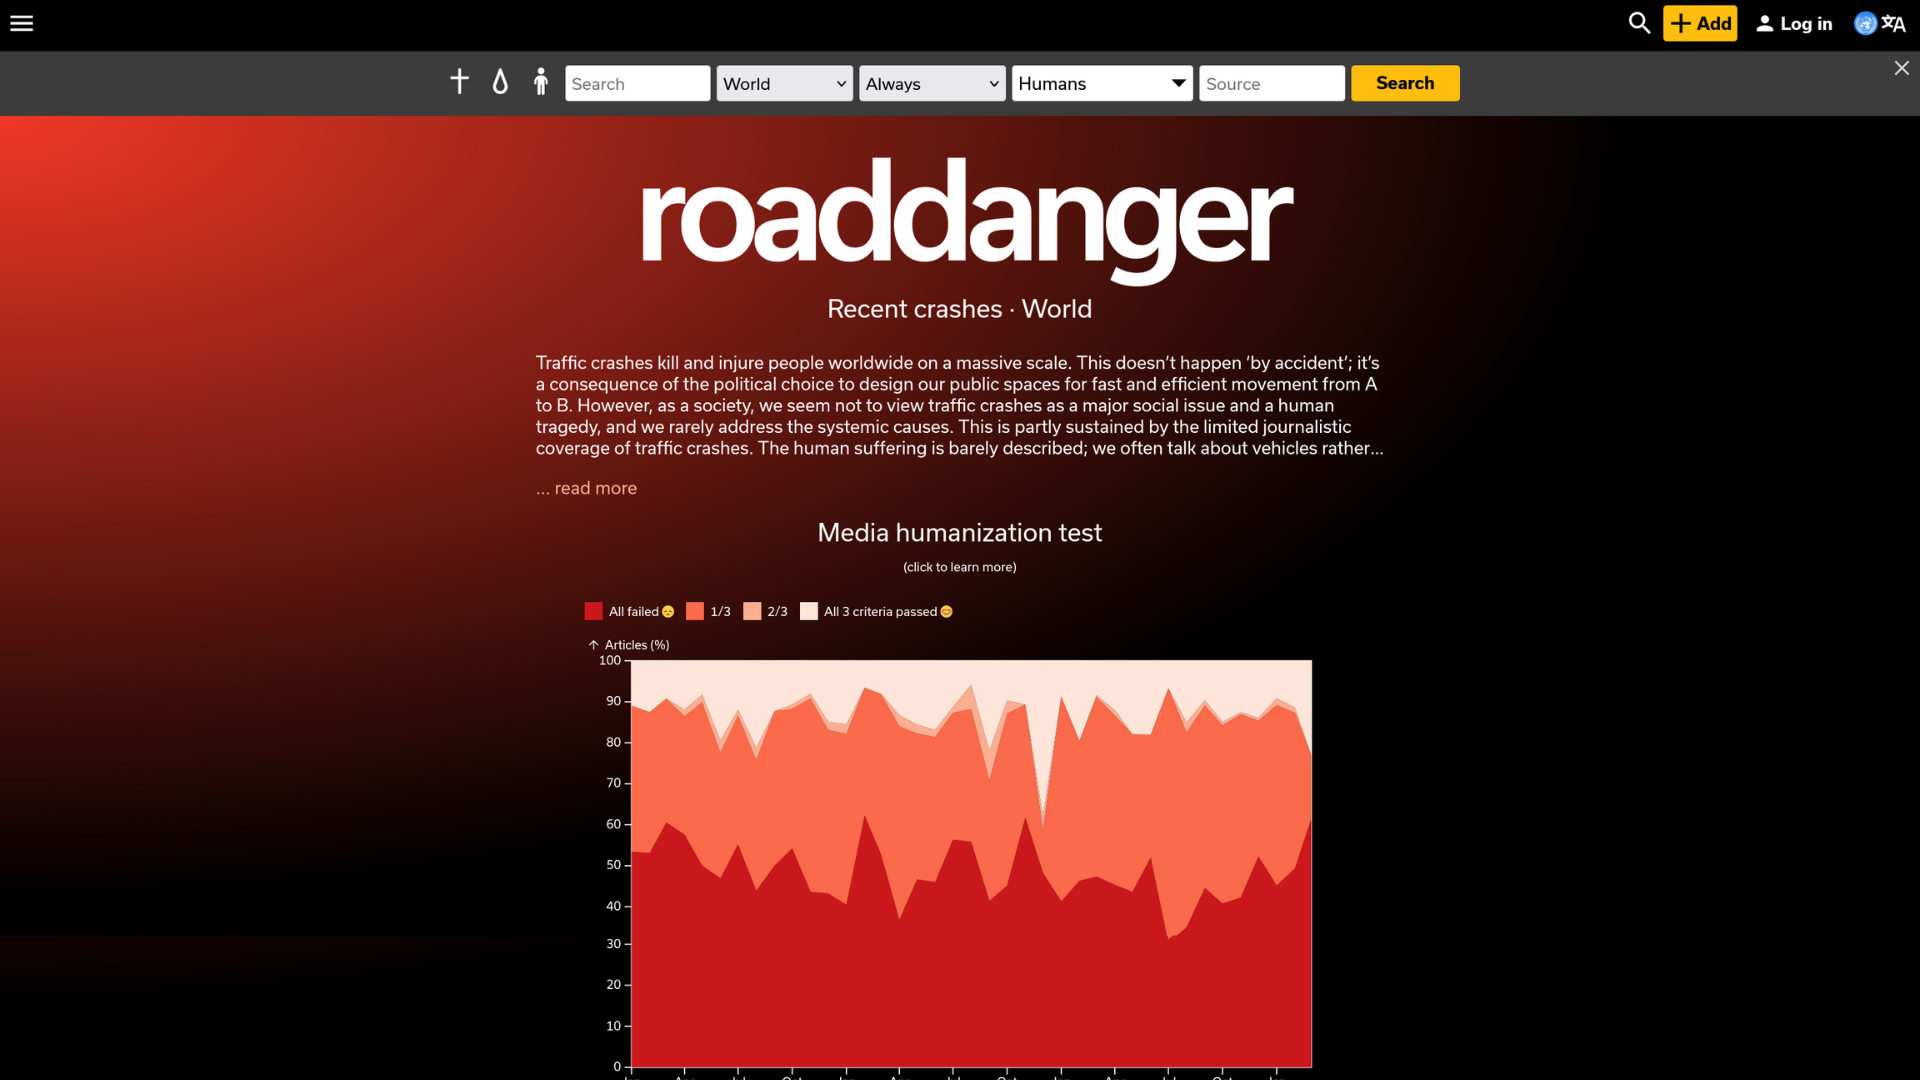 Add
Log in
Search
World
Always
Humans
Source
Search
roaddanger
Recent crashes · World
Traffic crashes kill and injure people worldwide on a massive scale. This doesn’t happen ‘by accident’; it’s
a consequence of the political choice to design our public spaces for fast and efficient movement from A
to B. However, as a society, we seem not to view traffic crashes as a major social issue and a human
tragedy, and we rarely address the systemic causes. This is partly sustained by the limited journalistic
coverage of traffic crashes. The human suffering is barely described; we often talk about vehicles rather...
... read more
Media humanization test
(click to learn more)
All failed 😞 1/3 2/3 All 3 criteria passed 😊
↑ Articles (%)
100
90
80
70
60
50
40
30
20
10
0